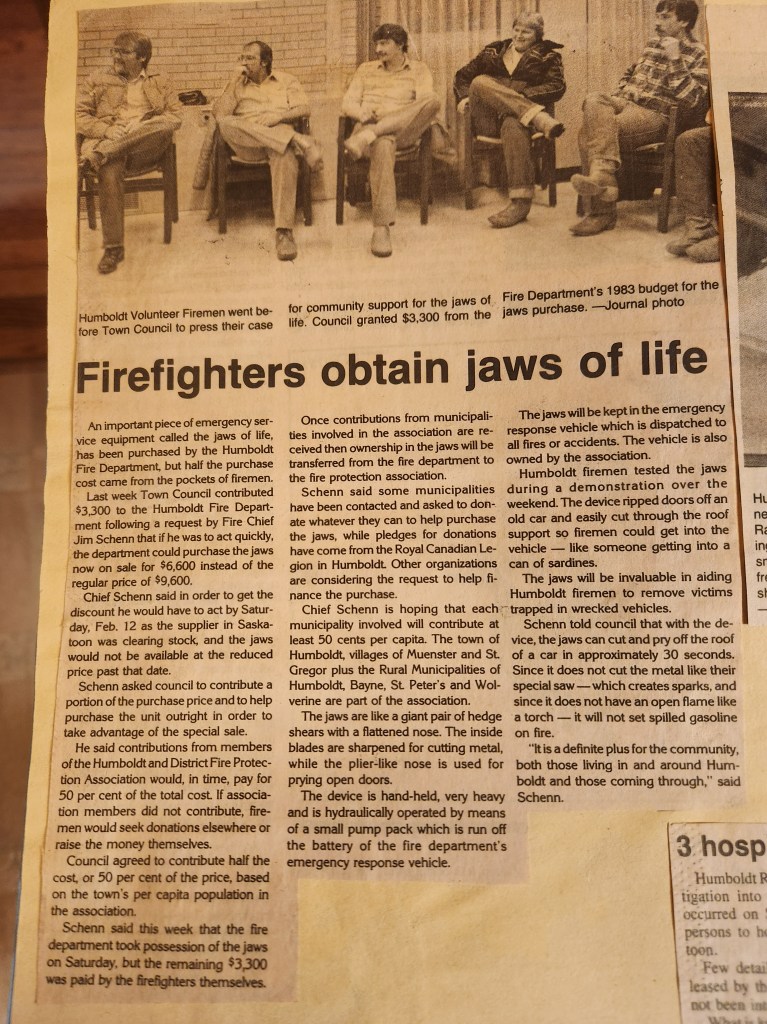 Humboldt Volunteer Firemen went be-
fore Town Council to press their case
for community support for the jaws of
life. Council granted $3,300 from the
Fire Department's 1983 budget for the
jaws purchase. —Journal photo
Firefighters obtain jaws of life
An important piece of emergency ser-
vice equipment called the jaws of life,
has been purchased by the Humboldt
Fire Department, but half the purchase
cost came from the pockets of firemen.
Last week Town Council contributed
$3,300 to the Humboldt Fire Depart-
ment following a request by Fire Chief
Jim Schenn that if he was to act quickly,
the department could purchase the jaws
now on sale for $6,600 instead of the
regular price of $9,600.
Chief Schenn said in order to get the
discount he would have to act by Satur-
day, Feb. 12 as the supplier in Saska-
toon was clearing stock, and the jaws
would not be available at the reduced
price past that date.
Schenn asked council to contribute a
portion of the purchase price and to help
purchase the unit outright in order to
take advantage of the special sale.
He said contributions from members
of the Humboldt and District Fire Protec-
tion Association would, in time, pay for
50 per cent of the total cost. If associa-
tion members did not contribute, fire-
men would seek donations elsewhere or
raise the money themselves.
Council agreed to contribute half the
cost, or 50 per cent of the price, based
on the town's per capita population in
the association.
Schenn said this week that the fire
department took possession of the jaws
on Saturday, but the remaining $3,300
was paid by the firefighters themselves.
Once contributions from municipali-
ties involved in the association are re-
ceived then ownership in the jaws will be
transferred from the fire department to
the fire protection association.
Schenn said some municipalities
have been contacted and asked to don-
ate whatever they can to help purchase
the jaws, while pledges for donations
have come from the Royal Canadian Le-
gion in Humboldt. Other organizations
are considering the request to help fi-
nance the purchase.
Chief Schenn is hoping that each
municipality involved will contribute at
least 50 cents per capita. The town of
Humboldt, villages of Muenster and St.
Gregor plus the Rural Municipalities of
Humboldt, Bayne, St. Peter's and Wol-
verine are part of the association.
The jaws are like a giant pair of hedge
shears with a flattened nose. The inside
blades are sharpened for cutting metal,
while the plier-like nose is used for
prying open doors.
The device is hand-held, very heavy
and is hydraulically operated by means
of a small pump pack which is run off
the battery of the fire department's
emergency response vehicle.
The jaws will be kept in the emergency
response vehicle which is dispatched to
all fires or accidents. The vehicle is also
owned by the association.
Humboldt firemen tested the jaws
during a demonstration over the
weekend. The device ripped doors off an
old car and easily cut through the roof
support so firemen could get into the
vehicle — like someone getting into a
can of sardines.
The jaws will be invaluable in aiding
Humboldt firemen to remove victims
trapped in wrecked vehicles.
Schenn told council that with the de-
vice, the jaws can cut and pry off the roof
of a car in approximately 30 seconds.
Since it does not cut the metal like their
special saw — which creates sparks, and
since it does not have an open flame like
a torch — it will not set spilled gasoline
on fire.
"It is a definite plus for the community,
both those living in and around Hum-
boldt and those coming through," said
Schenn.
Hu
ne
Ra
ing
sr
fre
sh
—
3 hosp
Humboldt R
tigation into
occurred on
persons to h
toon.
Few detai
leased by th
not been in